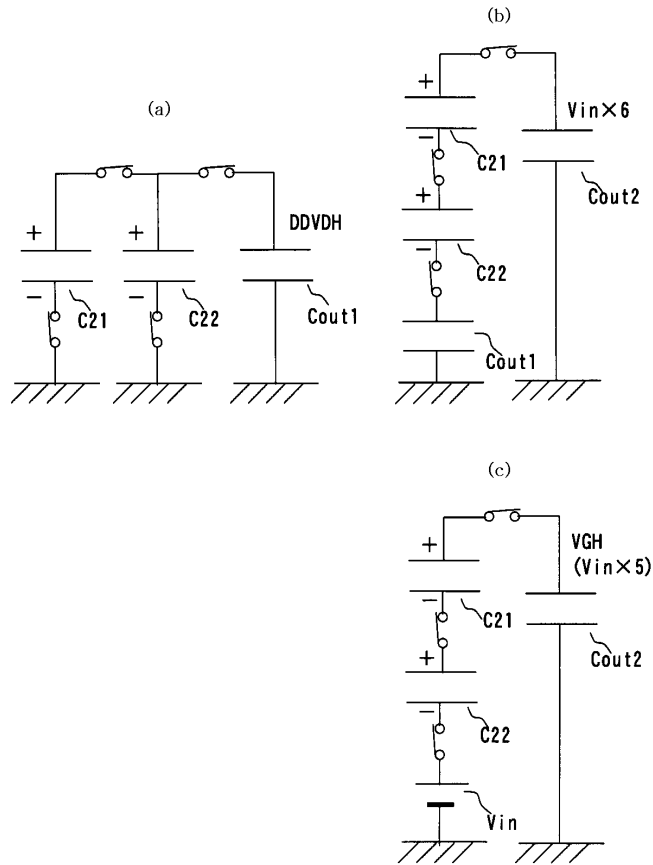 (a)
+
+
DDVDH
−
−
C21
C22
Cout1
(b)
+
Vin×6
−
C21
+
Cout2
−
C22
Cout1
(c)
+
VGH
(Vin×5)
−
C21
+
Cout2
−
C22
Vin